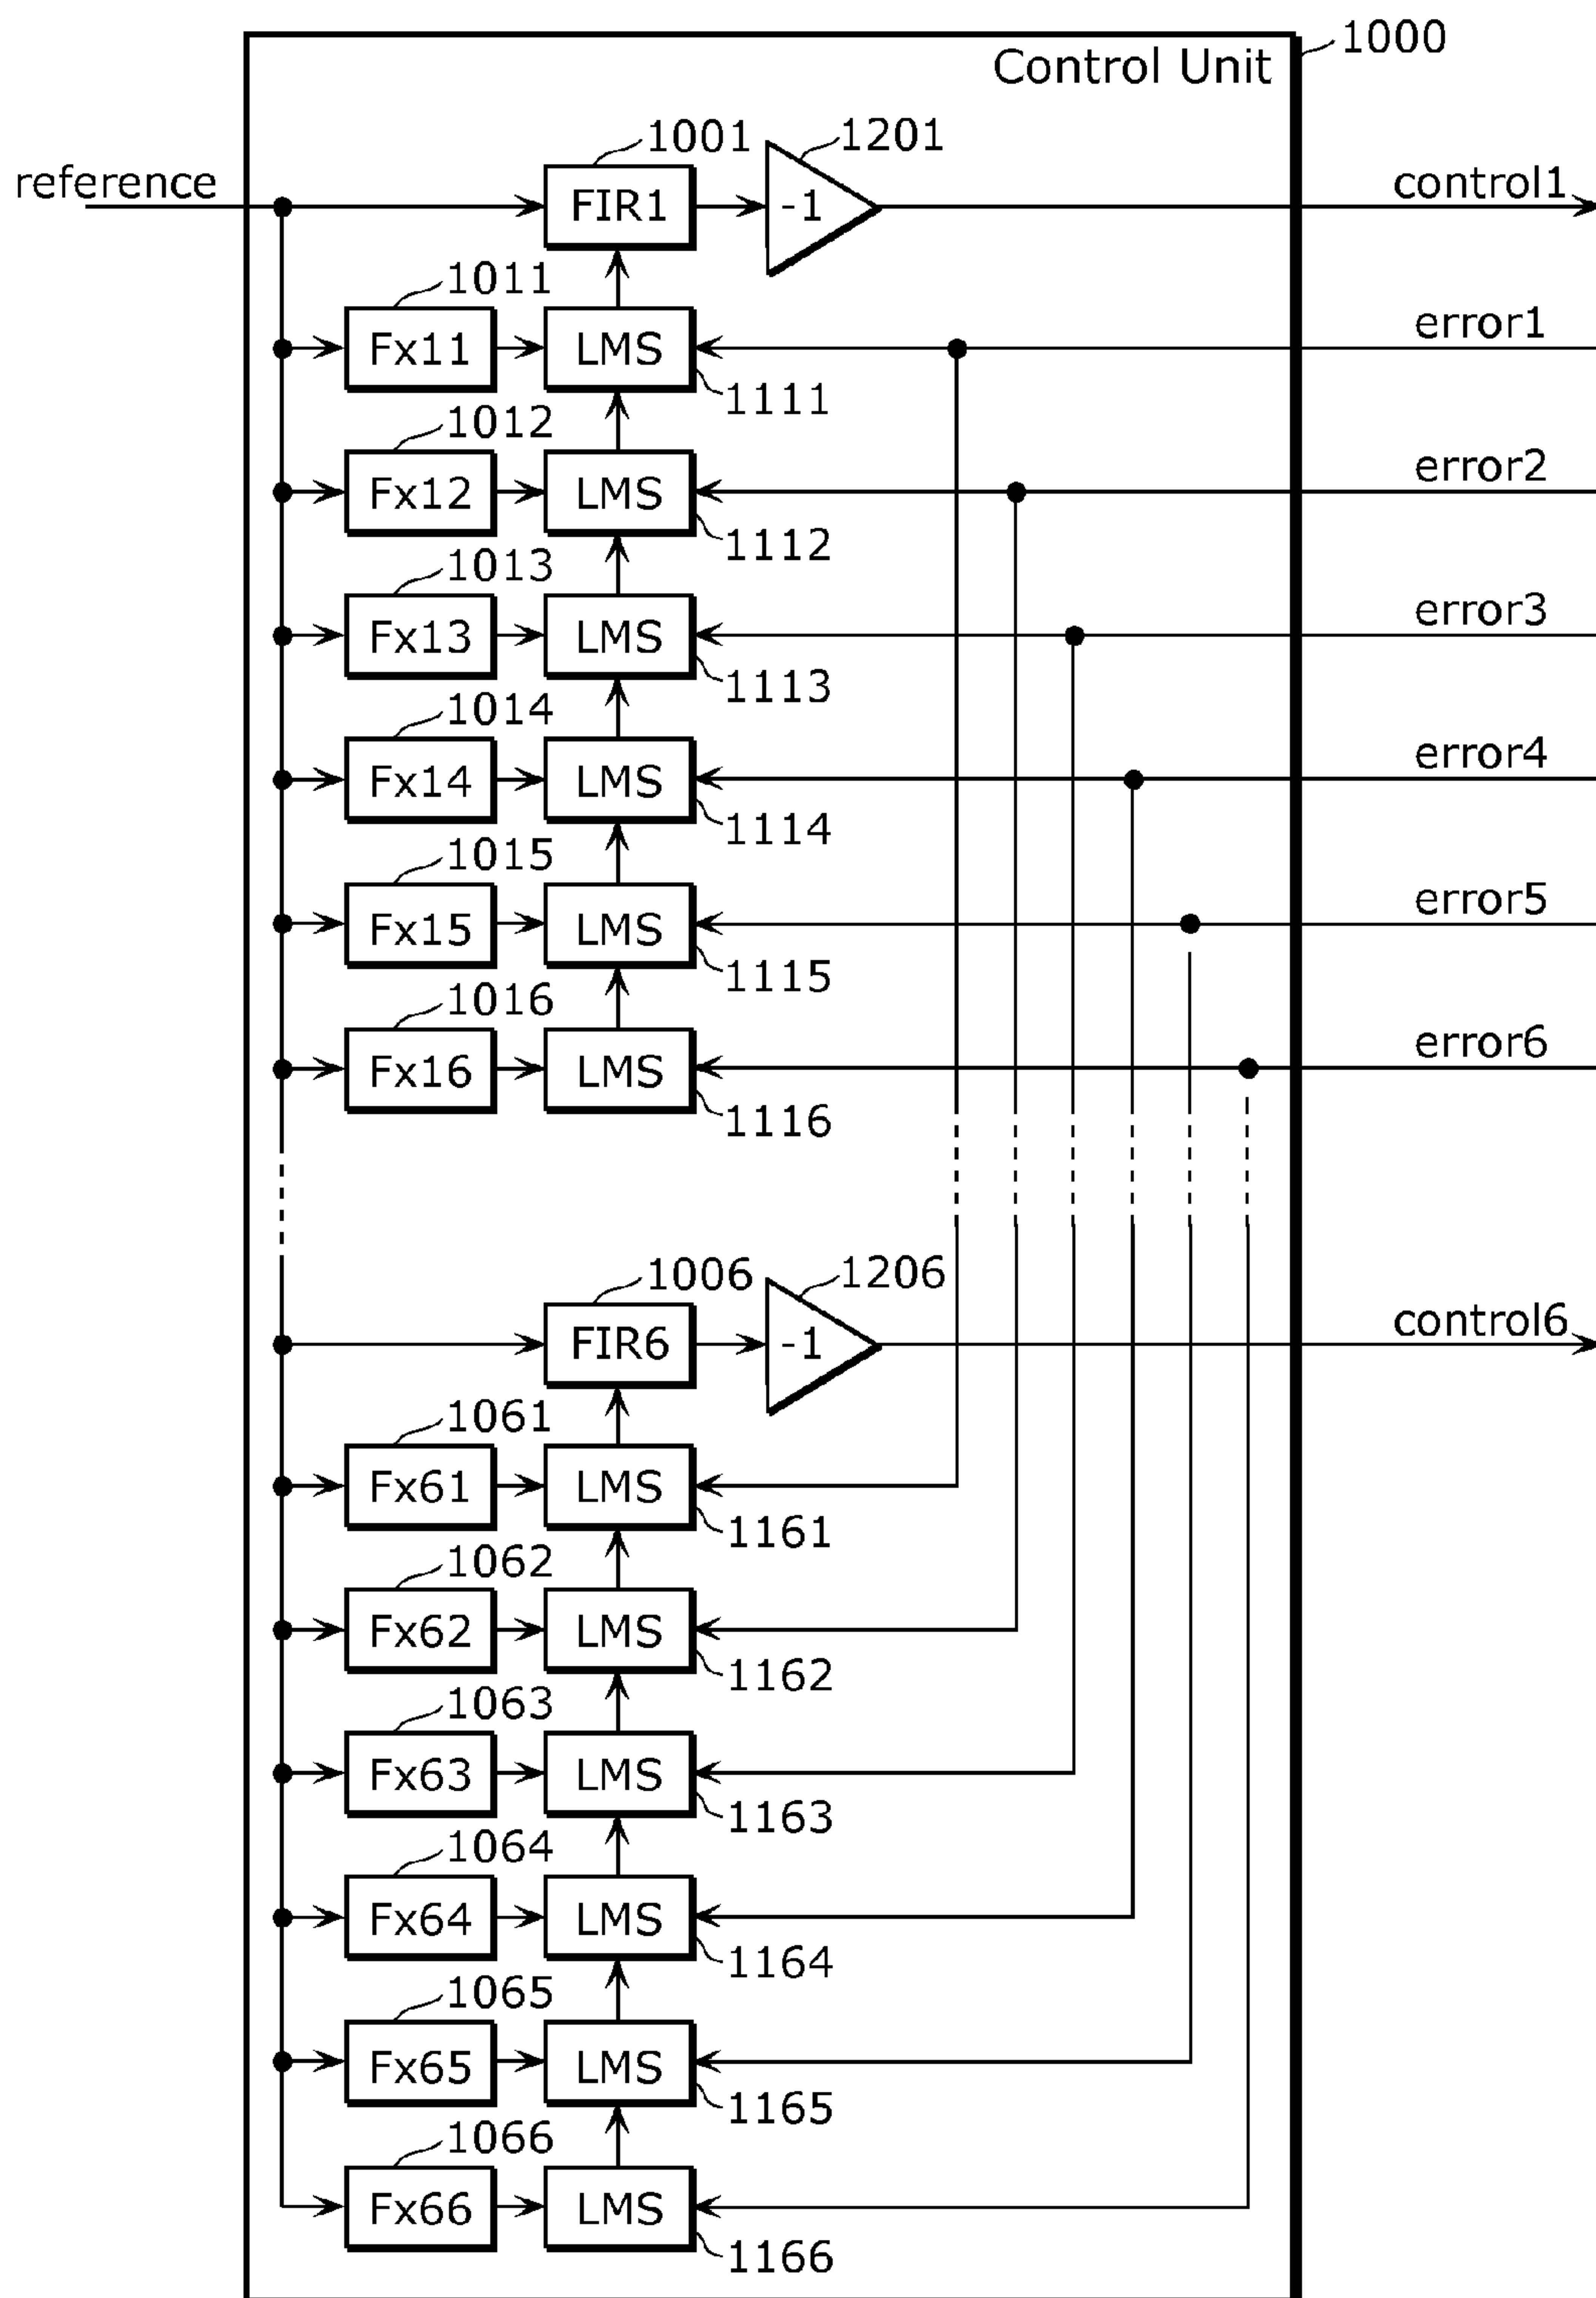 1000
Control Unit
1001
1201
reference
FIR1
-1
control1
1011
error1
Fx11
LMS
1111
1012
error2
Fx12
LMS
1112
1013
error3
Fx13
LMS
1113
1014
error4
Fx14
LMS
1114
1015
error5
Fx15
LMS
1115
1016
error6
Fx16
LMS
1116
1006
1206
FIR6
-1
control6
1061
Fx61
LMS
1161
1062
Fx62
LMS
1162
1063
Fx63
LMS
1163
1064
Fx64
LMS
1164
1065
Fx65
LMS
1165
1066
Fx66
LMS
1166